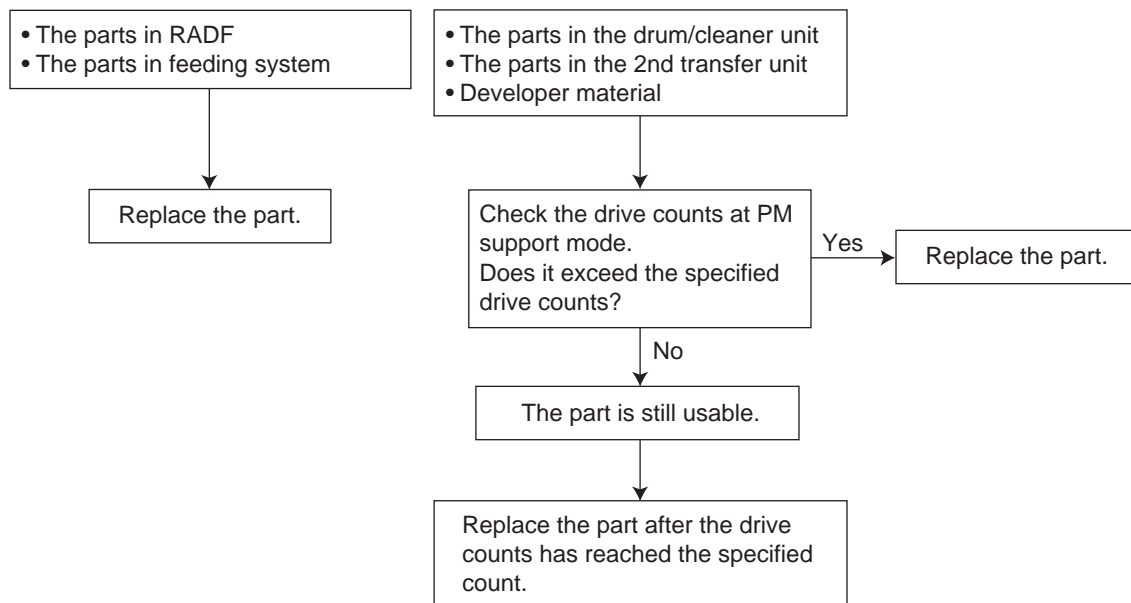 • The parts in RADF
• The parts in feeding system
Replace the part.
• The parts in the drum/cleaner unit
• The parts in the 2nd transfer unit
• Developer material
Check the drive counts at PM
support mode.
Does it exceed the specified
drive counts?
Yes
Replace the part.
No
The part is still usable.
Replace the part after the drive
counts has reached the specified
count.